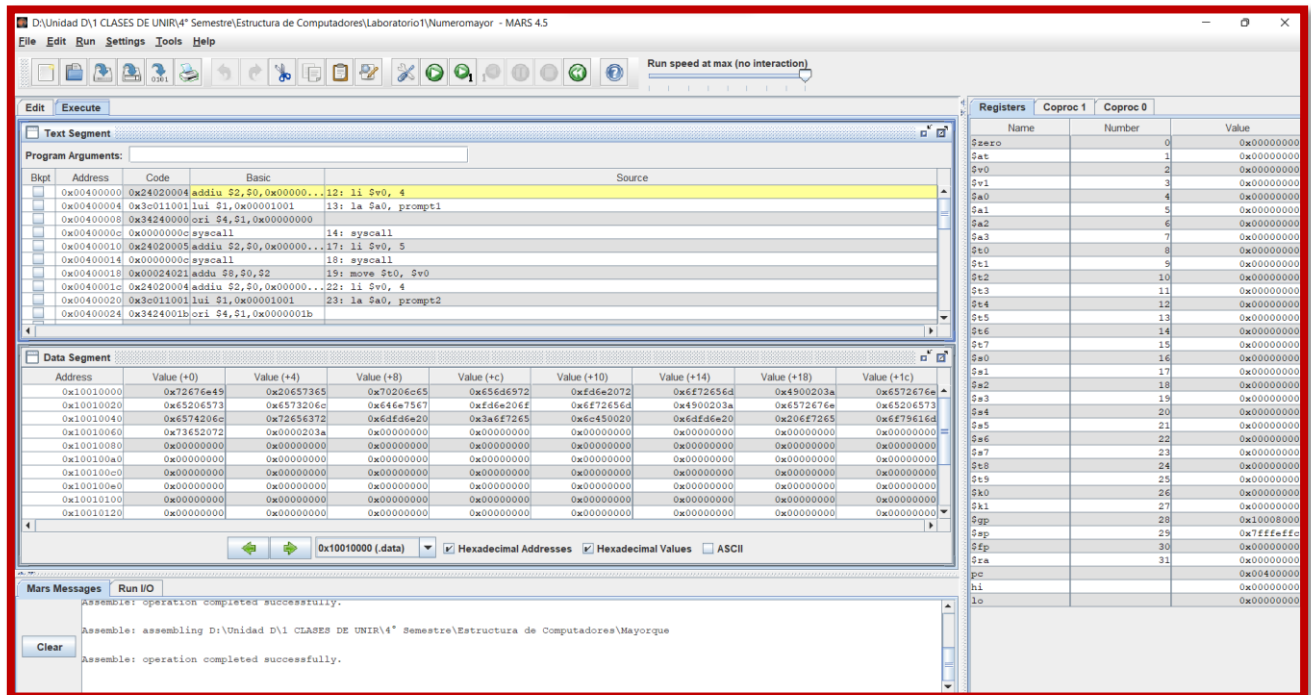 D:\Unidad D\1 CLASES DE UNIR\4° Semestre\Estructura de Computadores\Laboratorio1\Numeromayor - MARS 4.5
File Edit Run Settings Tools Help
Run speed at max (no interaction)
Edit Execute
Text Segment
Program Arguments:
Bkpt Address Code Basic Source
0x00400000 0x24020004 addiu $2,$0,0x00000... 12: li $v0, 4
0x00400004 0x3c011001 lui $1,0x00001001 13: la $a0, prompt1
0x00400008 0x34240000 ori $4,$1,0x00000000
0x0040000c 0x0000000c syscall 14: syscall
0x00400010 0x24020005 addiu $2,$0,0x00000... 17: li $v0, 5
0x00400014 0x0000000c syscall 18: syscall
0x00400018 0x00024021 addu $8,$0,$2 19: move $t0, $v0
0x0040001c 0x24020004 addiu $2,$0,0x00000... 22: li $v0, 4
0x00400020 0x3c011001 lui $1,0x00001001 23: la $a0, prompt2
0x00400024 0x3424001b ori $4,$1,0x0000001b
Data Segment
Address Value (+0) Value (+4) Value (+8) Value (+c) Value (+10) Value (+14) Value (+18) Value (+1c)
0x10010000 0x72676e49 0x20657365 0x70206c65 0x656d6972 0xfd6e2072 0x6f72656d 0x4900203a 0x6572676e
0x10010020 0x65206573 0x6573206c 0x646e7567 0xfd6e206f 0x6f72656d 0x4900203a 0x6572676e 0x65206573
0x10010040 0x6574206c 0x72656372 0x6dfd6e20 0x3a6f7265 0x6c450020 0x6dfd6e20 0x206f7265 0x6f79616d
0x10010060 0x73652072 0x0000203a 0x00000000 0x00000000 0x00000000 0x00000000 0x00000000 0x00000000
0x10010080 0x00000000 0x00000000 0x00000000 0x00000000 0x00000000 0x00000000 0x00000000 0x00000000
0x100100a0 0x00000000 0x00000000 0x00000000 0x00000000 0x00000000 0x00000000 0x00000000 0x00000000
0x100100c0 0x00000000 0x00000000 0x00000000 0x00000000 0x00000000 0x00000000 0x00000000 0x00000000
0x100100e0 0x00000000 0x00000000 0x00000000 0x00000000 0x00000000 0x00000000 0x00000000 0x00000000
0x10010100 0x00000000 0x00000000 0x00000000 0x00000000 0x00000000 0x00000000 0x00000000 0x00000000
0x10010120 0x00000000 0x00000000 0x00000000 0x00000000 0x00000000 0x00000000 0x00000000 0x00000000
0x10010000 (.data) Hexadecimal Addresses Hexadecimal Values ASCII
Mars Messages Run I/O
Assemble: operation completed successfully.
Assemble: assembling D:\Unidad D\1 CLASES DE UNIR\4° Semestre\Estructura de Computadores\Mayorque
Clear
Assemble: operation completed successfully.
Registers Coproc 1 Coproc 0
Name Number Value
$zero 0 0x00000000
$at 1 0x00000000
$v0 2 0x00000000
$v1 3 0x00000000
$a0 4 0x00000000
$a1 5 0x00000000
$a2 6 0x00000000
$a3 7 0x00000000
$t0 8 0x00000000
$t1 9 0x00000000
$t2 10 0x00000000
$t3 11 0x00000000
$t4 12 0x00000000
$t5 13 0x00000000
$t6 14 0x00000000
$t7 15 0x00000000
$s0 16 0x00000000
$s1 17 0x00000000
$s2 18 0x00000000
$s3 19 0x00000000
$s4 20 0x00000000
$s5 21 0x00000000
$s6 22 0x00000000
$s7 23 0x00000000
$t8 24 0x00000000
$t9 25 0x00000000
$k0 26 0x00000000
$k1 27 0x00000000
$gp 28 0x10008000
$sp 29 0x7fffeffc
$fp 30 0x00000000
$ra 31 0x00000000
pc 0x00400000
hi 0x00000000
lo 0x00000000